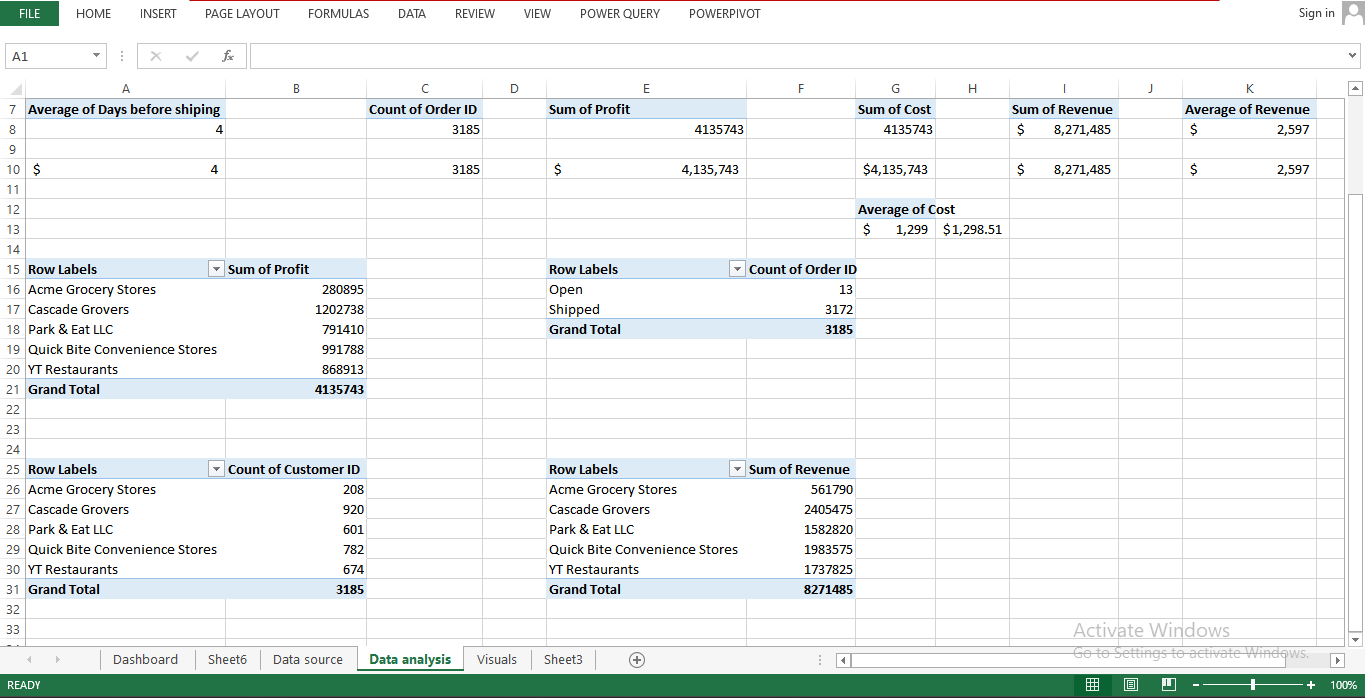 FILE HOME INSERT PAGE LAYOUT FORMULAS DATA REVIEW VIEW POWER QUERY POWERPIVOT Sign in
A1 fx
A B C D E F G H I J K
7 Average of Days before shiping Count of Order ID Sum of Profit Sum of Cost Sum of Revenue Average of Revenue
8 4 3185 4135743 4135743 $ 8,271,485 $ 2,597
9
10 $ 4 3185 $ 4,135,743 $4,135,743 $ 8,271,485 $ 2,597
11
12 Average of Cost
13 $ 1,299 $1,298.51
14
15 Row Labels Sum of Profit Row Labels Count of Order ID
16 Acme Grocery Stores 280895 Open 13
17 Cascade Grovers 1202738 Shipped 3172
18 Park & Eat LLC 791410 Grand Total 3185
19 Quick Bite Convenience Stores 991788
20 YT Restaurants 868913
21 Grand Total 4135743
22
23
24
25 Row Labels Count of Customer ID Row Labels Sum of Revenue
26 Acme Grocery Stores 208 Acme Grocery Stores 561790
27 Cascade Grovers 920 Cascade Grovers 2405475
28 Park & Eat LLC 601 Park & Eat LLC 1582820
29 Quick Bite Convenience Stores 782 Quick Bite Convenience Stores 1983575
30 YT Restaurants 674 YT Restaurants 1737825
31 Grand Total 3185 Grand Total 8271485
32
33
Activate Windows
Go to Settings to activate Windows.
Dashboard Sheet6 Data source Data analysis Visuals Sheet3
READY 100%